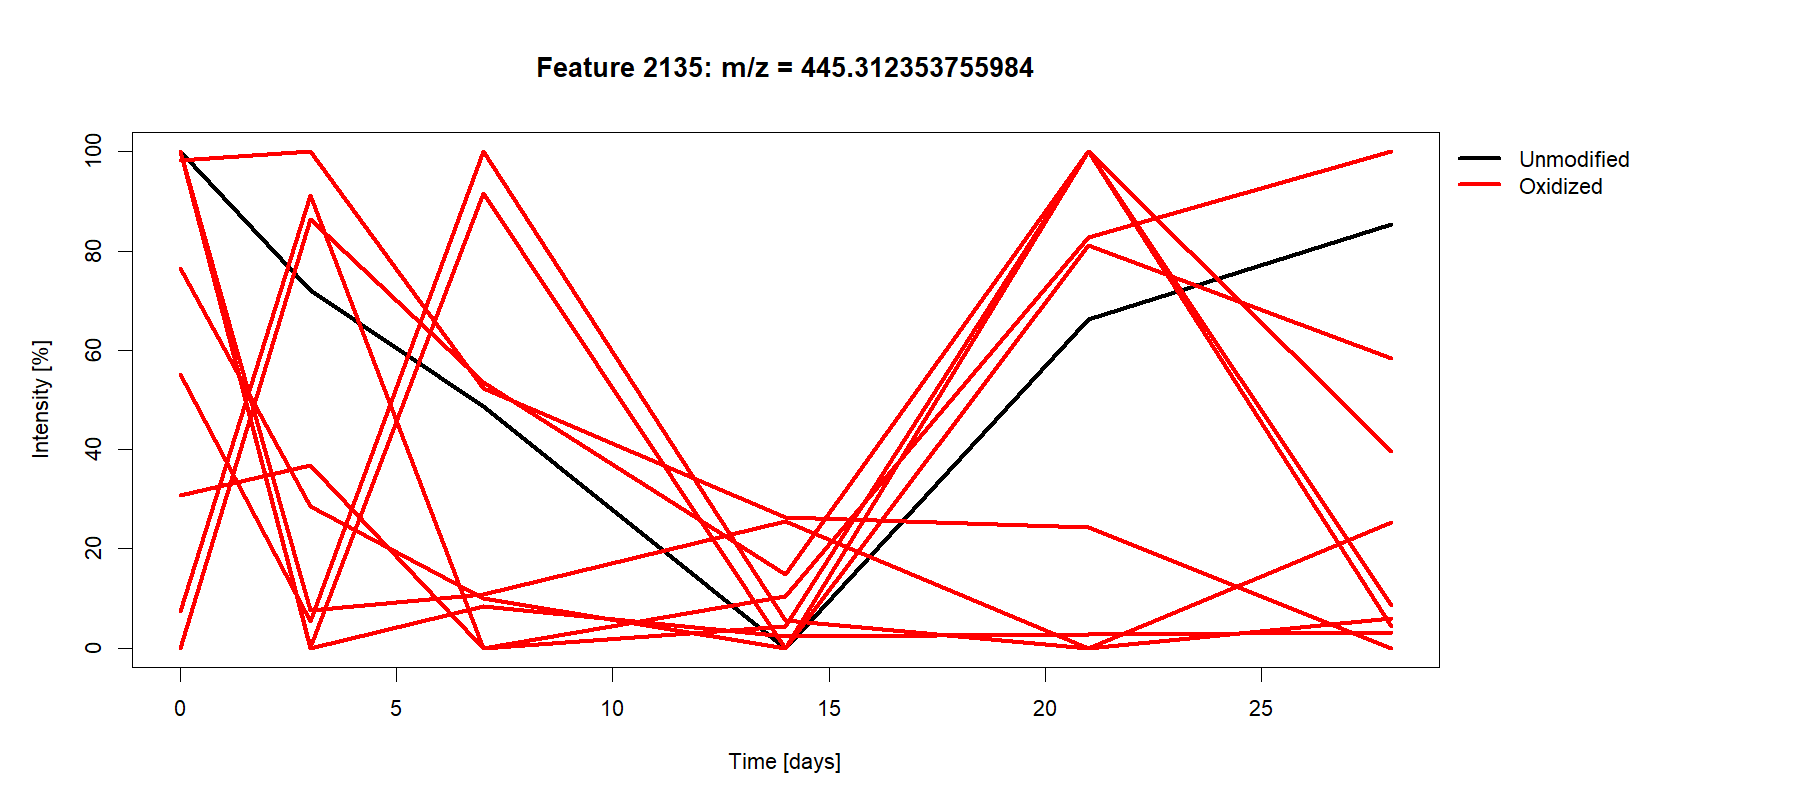 Feature 2135: m/z = 445.312353755984
Unmodified
Oxidized
Intensity [%]
100
80
60
40
20
0
0 5 10 15 20 25
Time [days]